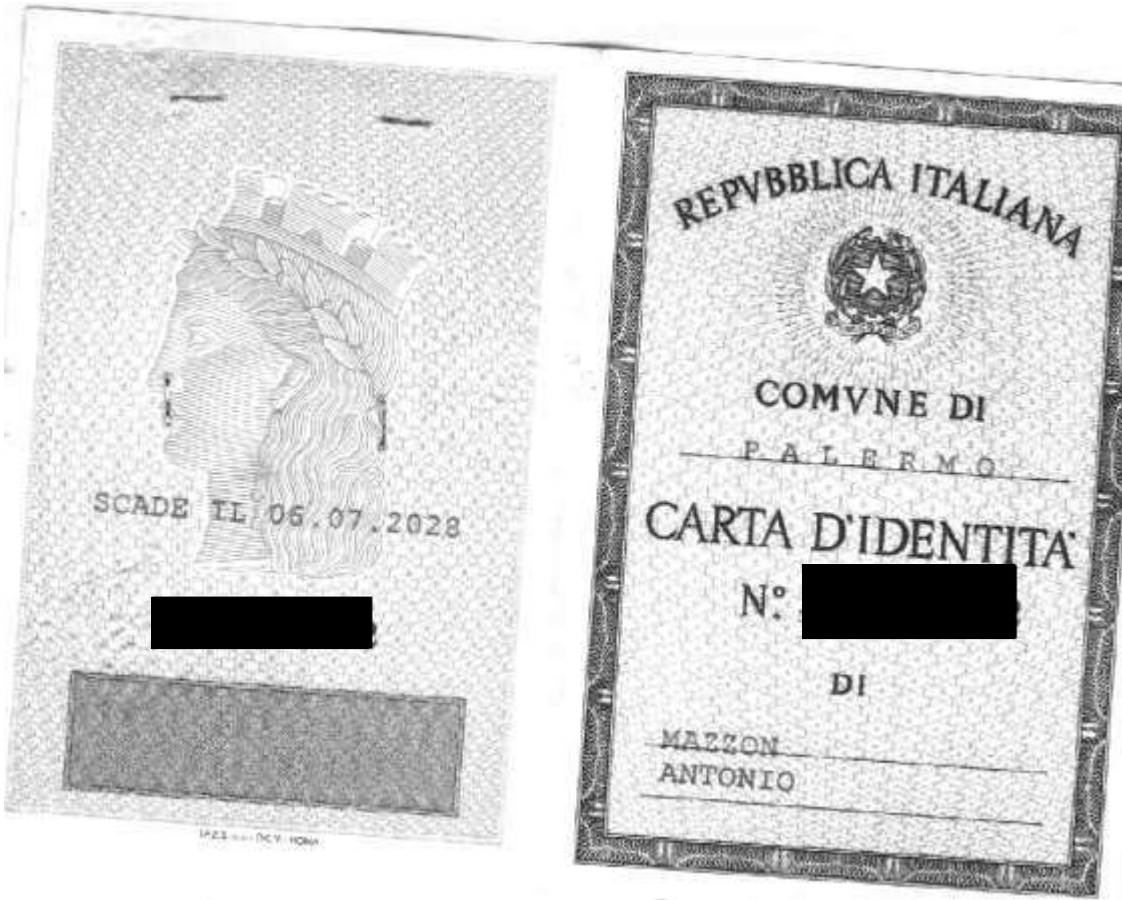 SCADE IL 06.07.2028
REPVBBLICA ITALIANA
COMVNE DI
PALERMO
CARTA D'IDENTITA'
N.º
DI
MAZZON
ANTONIO